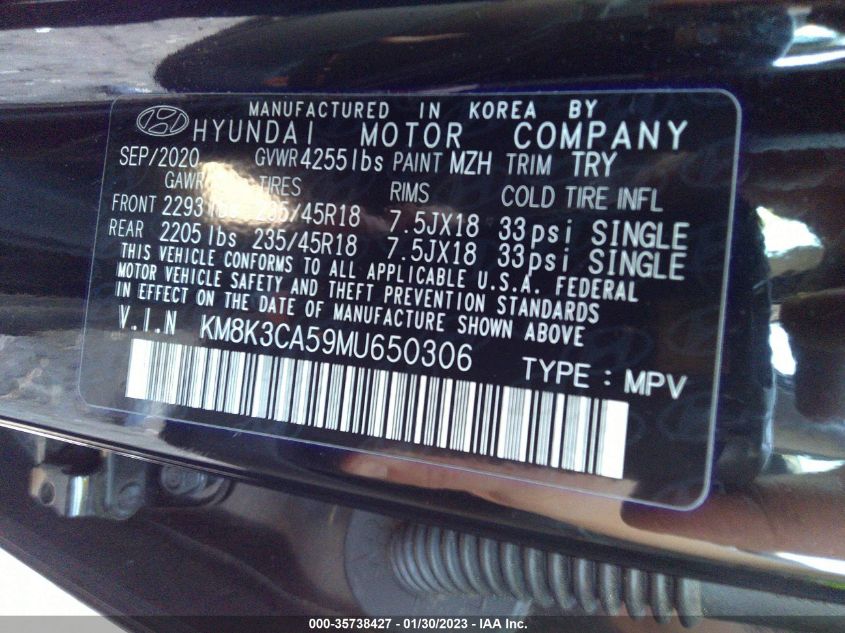 MANUFACTURED IN KOREA BY
HYUNDAI MOTOR COMPANY
SEP/2020 GVWR 4255lbs PAINT MZH TRIM TRY
GAWR TIRES RIMS COLD TIRE INFL
FRONT 2293 lbs 235/45R18 7.5JX18 33psi SINGLE
REAR 2205 lbs 235/45R18 7.5JX18 33psi SINGLE
THIS VEHICLE CONFORMS TO ALL APPLICABLE U.S.A. FEDERAL
MOTOR VEHICLE SAFETY AND THEFT PREVENTION STANDARDS
IN EFFECT ON THE DATE OF MANUFACTURE SHOWN ABOVE
V.I.N KM8K3CA59MU650306 TYPE : MPV
000-35738427 - 01/30/2023 - IAA Inc.